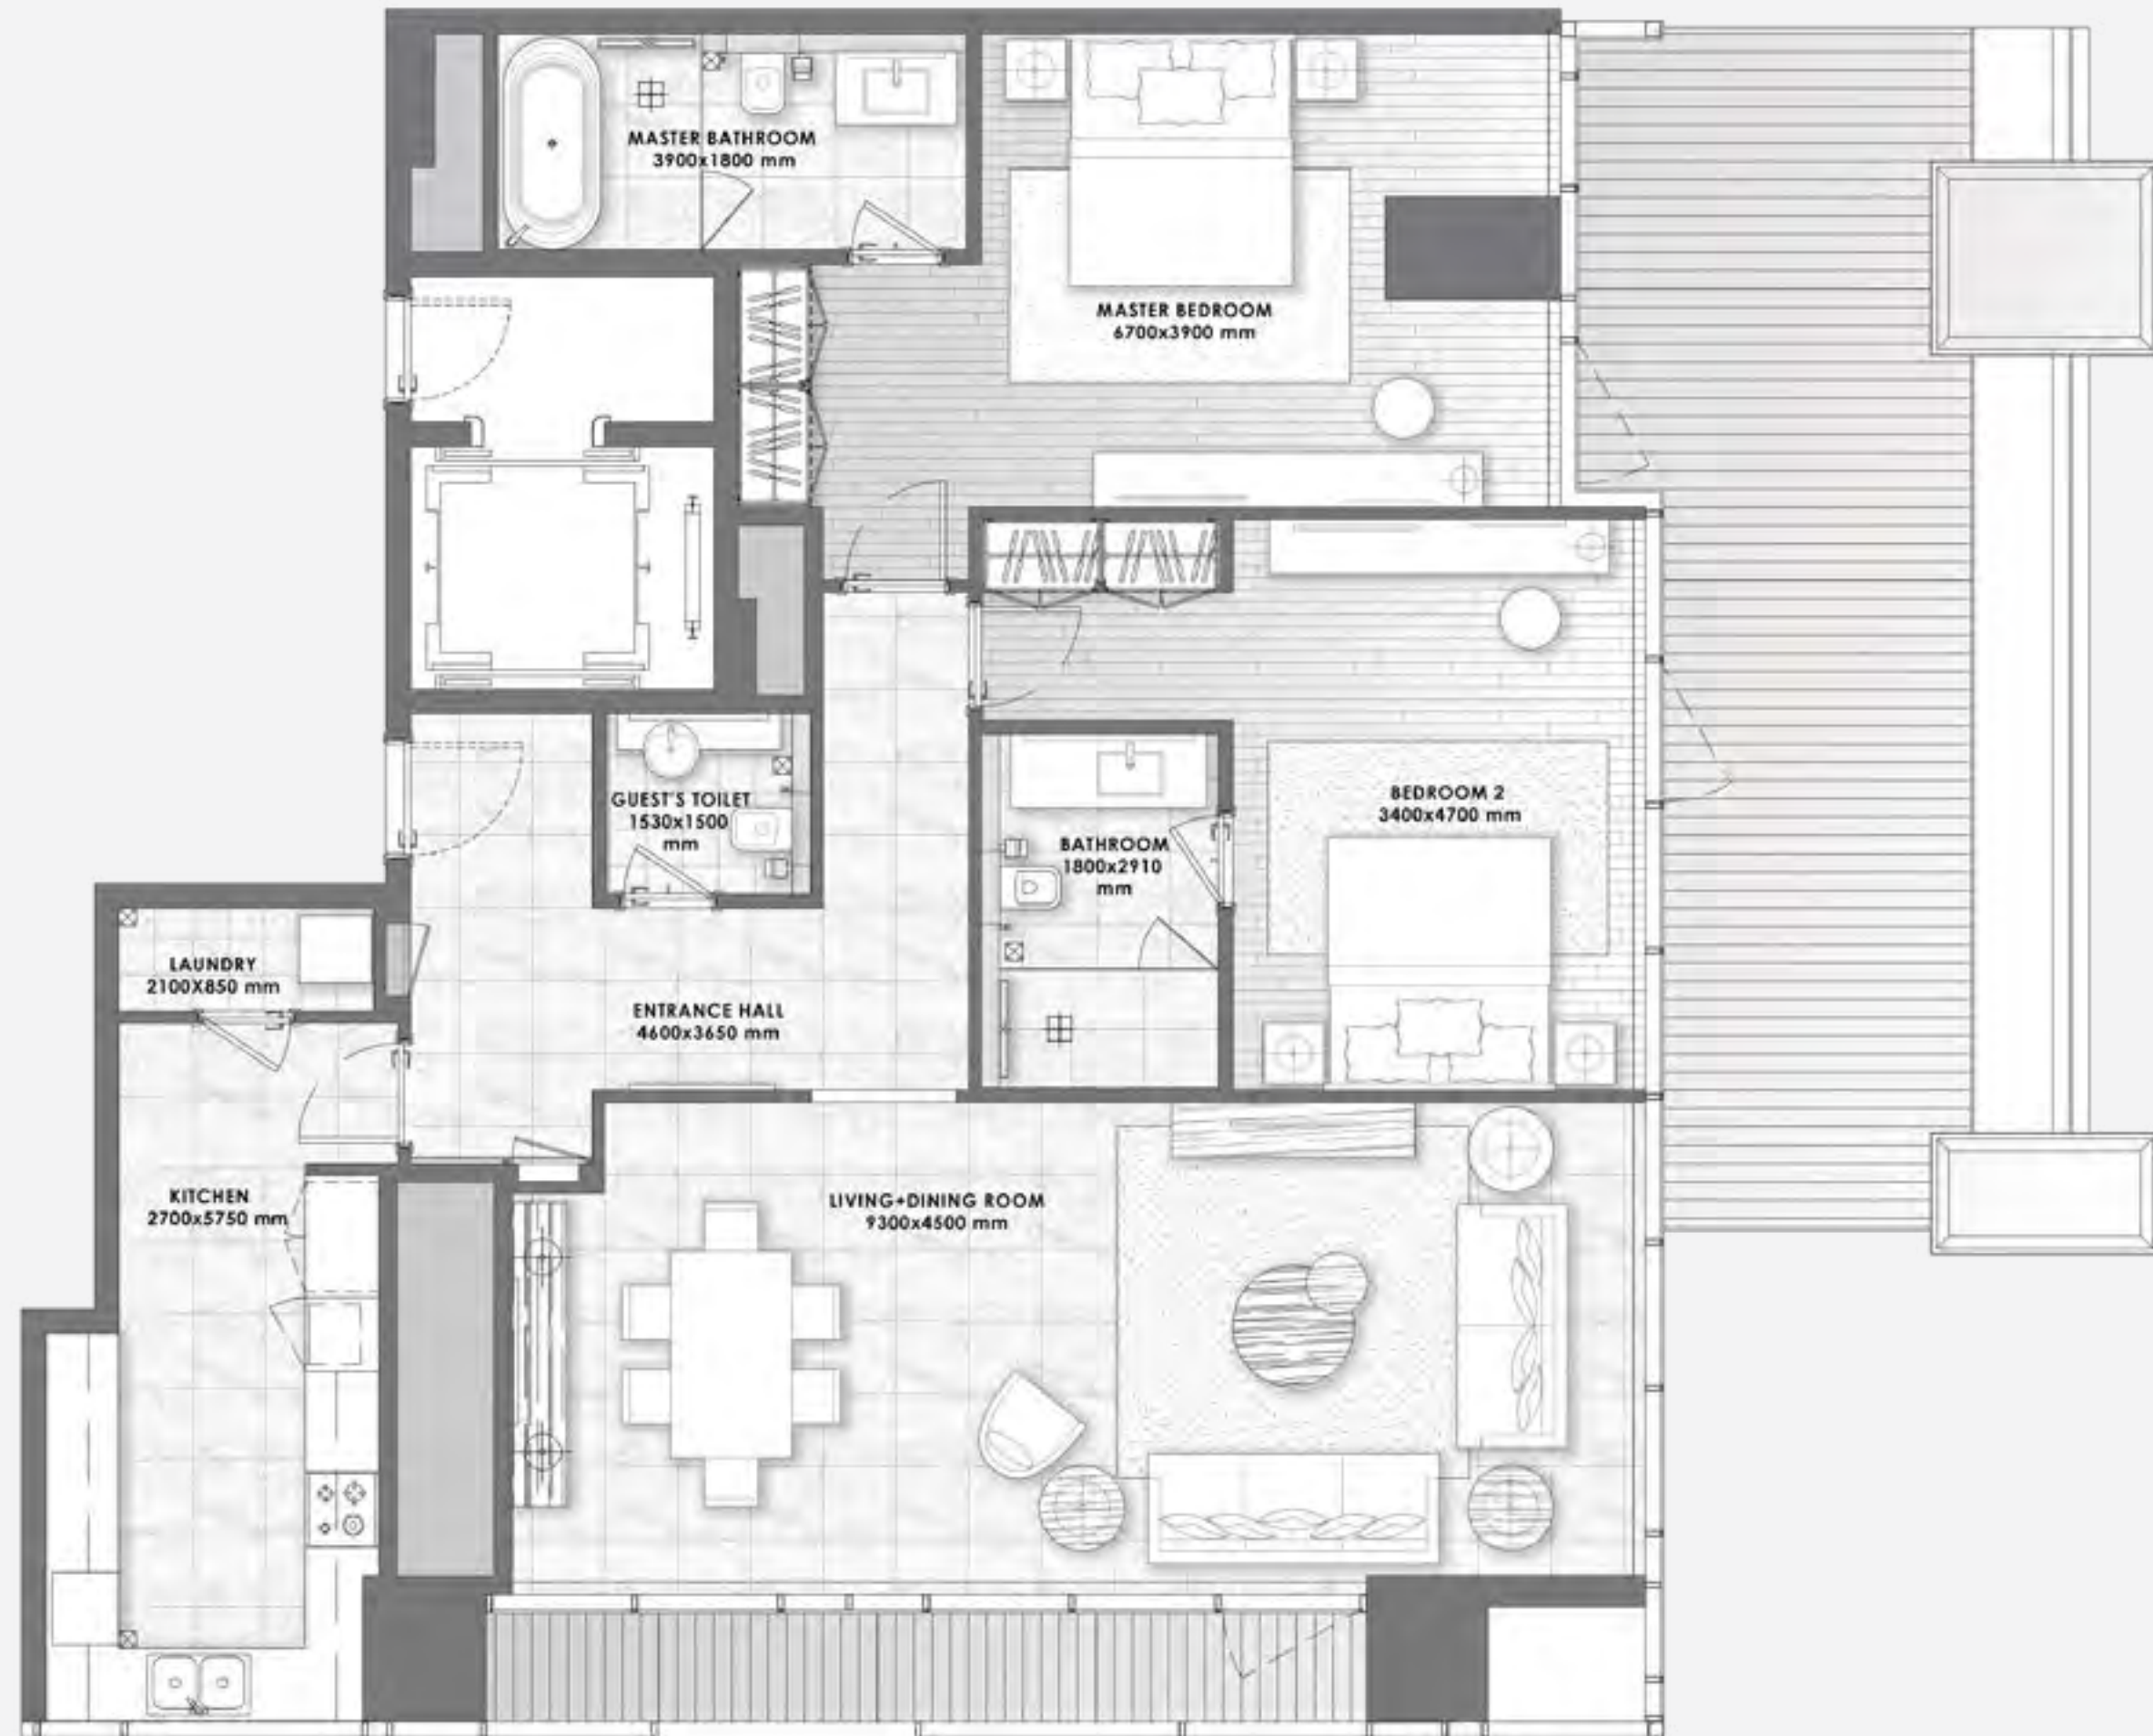 MASTER BATHROOM
3900x1800 mm
MASTER BEDROOM
6700x3900 mm
GUEST'S TOILET
1530x1500
mm
BEDROOM 2
3400x4700 mm
BATHROOM
1800x2910
mm
LAUNDRY
2100X850 mm
ENTRANCE HALL
4600x3650 mm
KITCHEN
2700x5750 mm
LIVING+DINING ROOM
9300x4500 mm